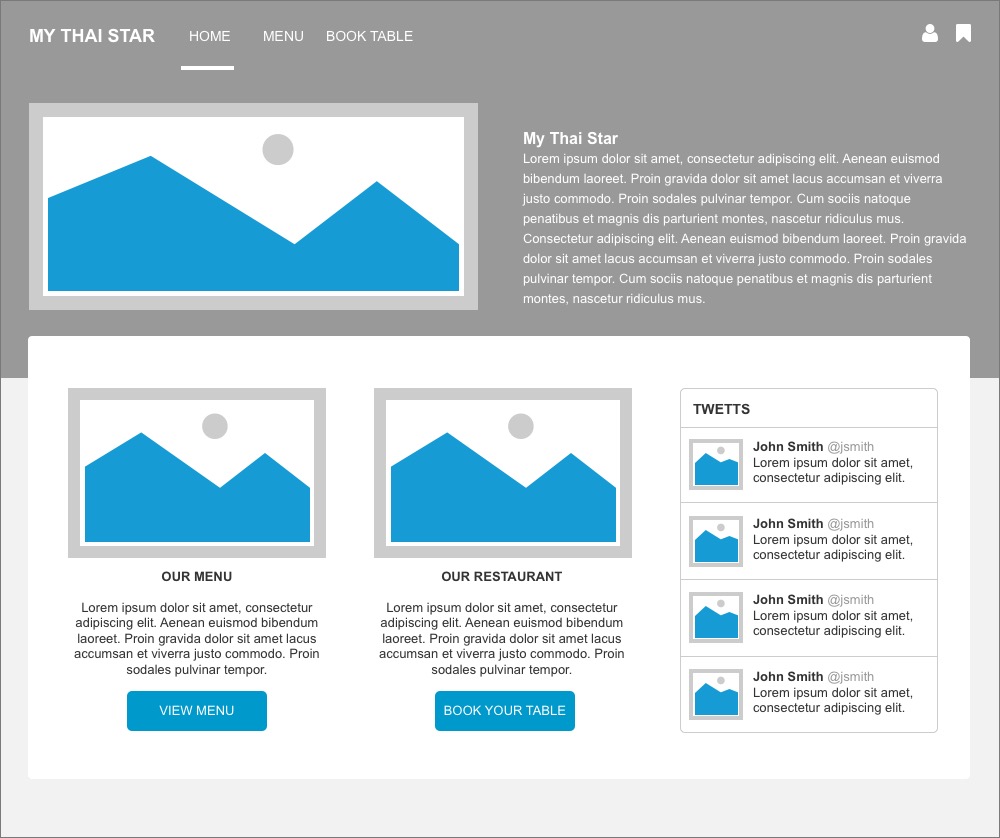 MY THAI STAR
HOME
MENU
BOOK TABLE
My Thai Star
Lorem ipsum dolor sit amet, consectetur adipiscing elit. Aenean euismod
bibendum laoreet. Proin gravida dolor sit amet lacus accumsan et viverra
justo commodo. Proin sodales pulvinar tempor. Cum sociis natoque
penatibus et magnis dis parturient montes, nascetur ridiculus mus.
Consectetur adipiscing elit. Aenean euismod bibendum laoreet. Proin gravida
dolor sit amet lacus accumsan et viverra justo commodo. Proin sodales
pulvinar tempor. Cum sociis natoque penatibus et magnis dis parturient
montes, nascetur ridiculus mus.
OUR MENU
Lorem ipsum dolor sit amet, consectetur
adipiscing elit. Aenean euismod bibendum
laoreet. Proin gravida dolor sit amet lacus
accumsan et viverra justo commodo. Proin
sodales pulvinar tempor.
VIEW MENU
OUR RESTAURANT
Lorem ipsum dolor sit amet, consectetur
adipiscing elit. Aenean euismod bibendum
laoreet. Proin gravida dolor sit amet lacus
accumsan et viverra justo commodo. Proin
sodales pulvinar tempor.
BOOK YOUR TABLE
TWETTS
John Smith @jsmith
Lorem ipsum dolor sit amet,
consectetur adipiscing elit.
John Smith @jsmith
Lorem ipsum dolor sit amet,
consectetur adipiscing elit.
John Smith @jsmith
Lorem ipsum dolor sit amet,
consectetur adipiscing elit.
John Smith @jsmith
Lorem ipsum dolor sit amet,
consectetur adipiscing elit.